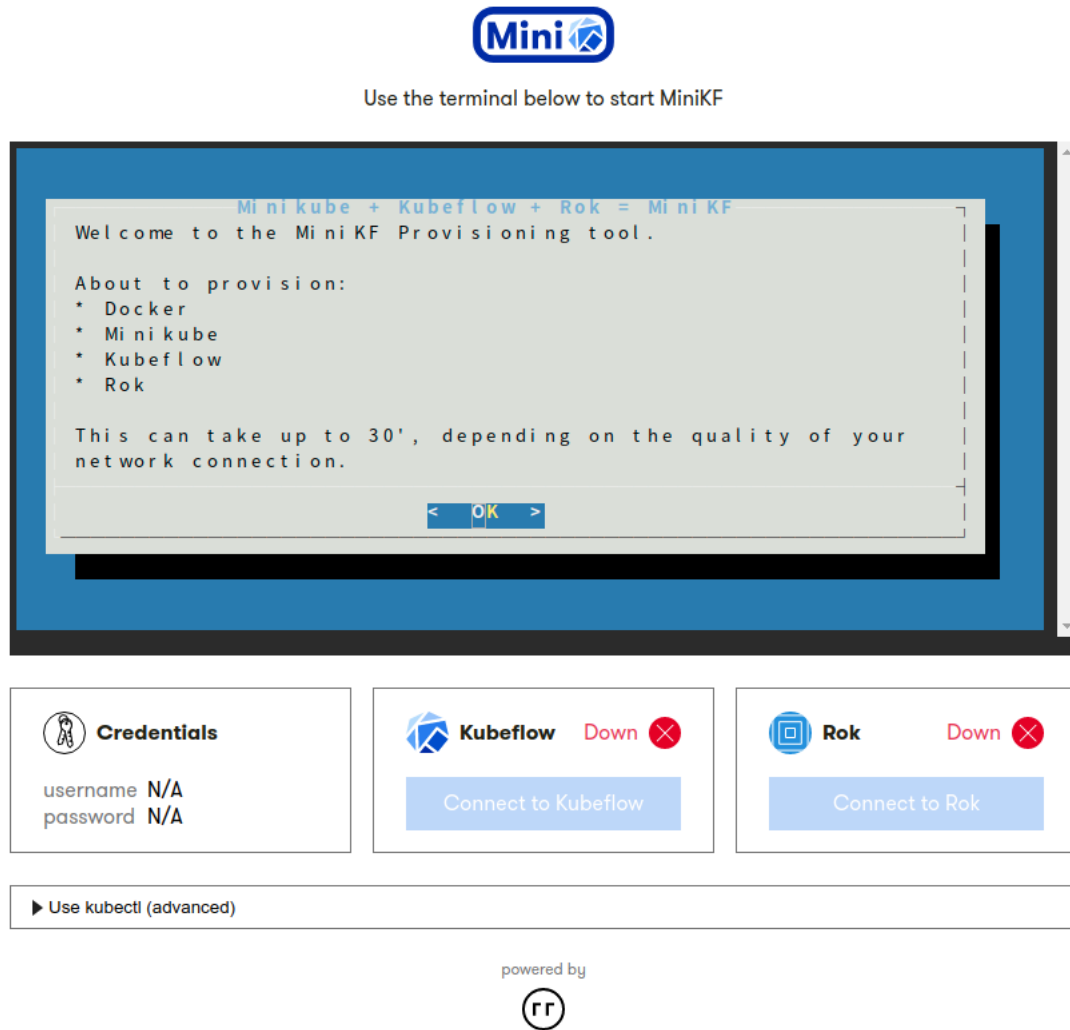 Mini
Use the terminal below to start MiniKF
Minikube + Kubeflow + Rok = MiniKF
Welcome to the MiniKF Provisioning tool.
About to provision:
* Docker
* Minikube
* Kubeflow
* Rok
This can take up to 30', depending on the quality of your
network connection.
< OK >
Credentials
username N/A
password N/A
Kubeflow Down
Connect to Kubeflow
Rok Down
Connect to Rok
Use kubectl (advanced)
powered by
rr